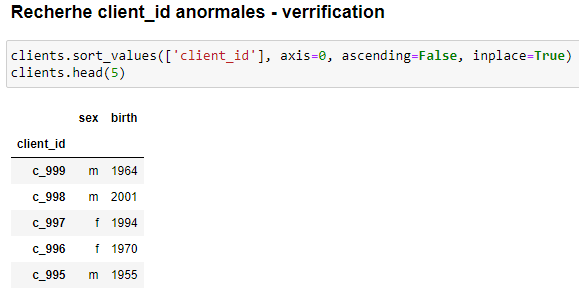 Recherhe client_id anormales - verrification
clients.sort_values(['client_id'], axis=0, ascending=False, inplace=True)
clients.head(5)
sex birth
client_id
c_999 m 1964
c_998 m 2001
c_997 f 1994
c_996 f 1970
c_995 m 1955